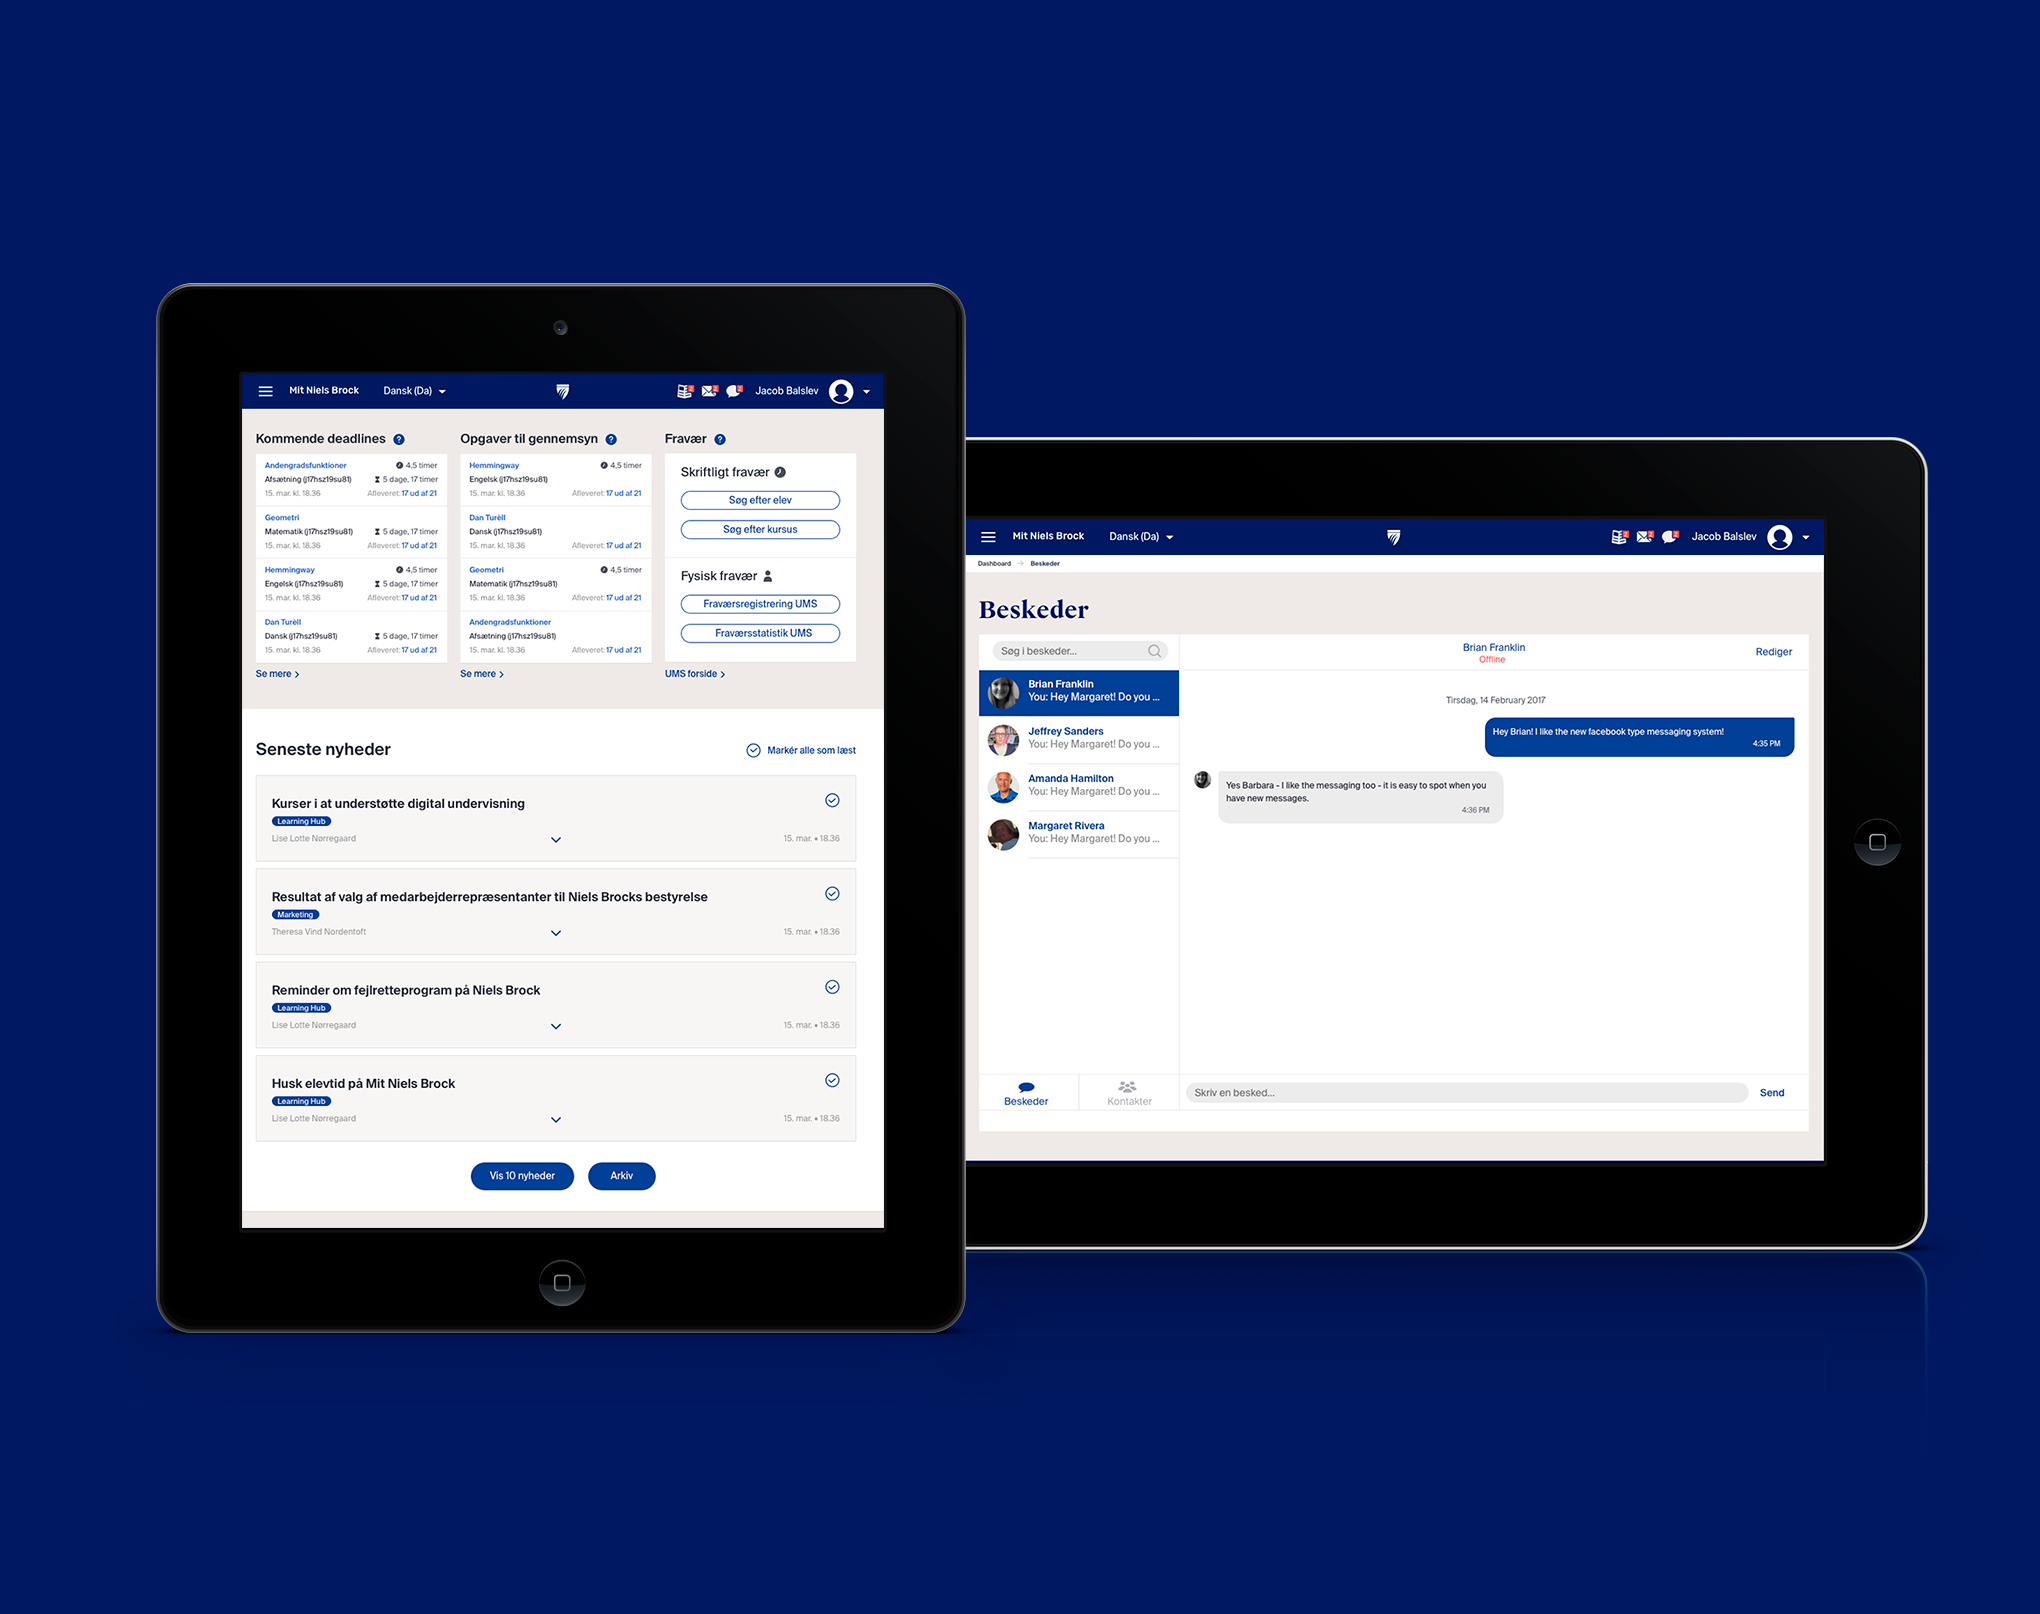 Mit Niels Brock
Dansk (Da)
2
2
2
Jacob Balslev
Kommende deadlines ?
Andengradsfunktioner 4,5 timer
Afsætning (j17hsz19su81) 5 dage, 17 timer
15. mar. kl. 18.36 Afleveret: 17 ud af 21
Geometri
Matematik (j17hsz19su81) 5 dage, 17 timer
15. mar. kl. 18.36 Afleveret: 17 ud af 21
Hemmingway 4,5 timer
Engelsk (j17hsz19su81) 5 dage, 17 timer
15. mar. kl. 18.36 Afleveret: 17 ud af 21
Dan Turèll
Dansk (j17hsz19su81) 5 dage, 17 timer
15. mar. kl. 18.36 Afleveret: 17 ud af 21
Se mere
Opgaver til gennemsyn ?
Hemmingway 4,5 timer
Engelsk (j17hsz19su81)
15. mar. kl. 18.36 Afleveret: 17 ud af 21
Dan Turèll
Dansk (j17hsz19su81)
15. mar. kl. 18.36 Afleveret: 17 ud af 21
Geometri 4,5 timer
Matematik (j17hsz19su81)
15. mar. kl. 18.36 Afleveret: 17 ud af 21
Andengradsfunktioner
Afsætning (j17hsz19su81)
15. mar. kl. 18.36 Afleveret: 17 ud af 21
Se mere
Fravær ?
Skriftligt fravær
Søg efter elev
Søg efter kursus
Fysisk fravær
Fraværsregistrering UMS
Fraværsstatistik UMS
UMS forside
Seneste nyheder
Markér alle som læst
Kurser i at understøtte digital undervisning
Learning Hub
Lise Lotte Nørregaard 15. mar. • 18.36
Resultat af valg af medarbejderrepræsentanter til Niels Brocks bestyrelse
Marketing
Theresa Vind Nordentoft 15. mar. • 18.36
Reminder om fejlretteprogram på Niels Brock
Learning Hub
Lise Lotte Nørregaard 15. mar. • 18.36
Husk elevtid på Mit Niels Brock
Learning Hub
Lise Lotte Nørregaard 15. mar. • 18.36
Vis 10 nyheder
Arkiv
Mit Niels Brock
Dansk (Da)
2
2
2
Jacob Balslev
Dashboard Beskeder
Beskeder
Søg i beskeder...
Brian Franklin
You: Hey Margaret! Do you ...
Jeffrey Sanders
You: Hey Margaret! Do you ...
Amanda Hamilton
You: Hey Margaret! Do you ...
Margaret Rivera
You: Hey Margaret! Do you ...
Beskeder
Kontakter
Brian Franklin
Offline
Rediger
Tirsdag, 14 February 2017
Hey Brian! I like the new facebook type messaging system!
4:35 PM
Yes Barbara - I like the messaging too - it is easy to spot when you
have new messages.
4:36 PM
Skriv en besked...
Send